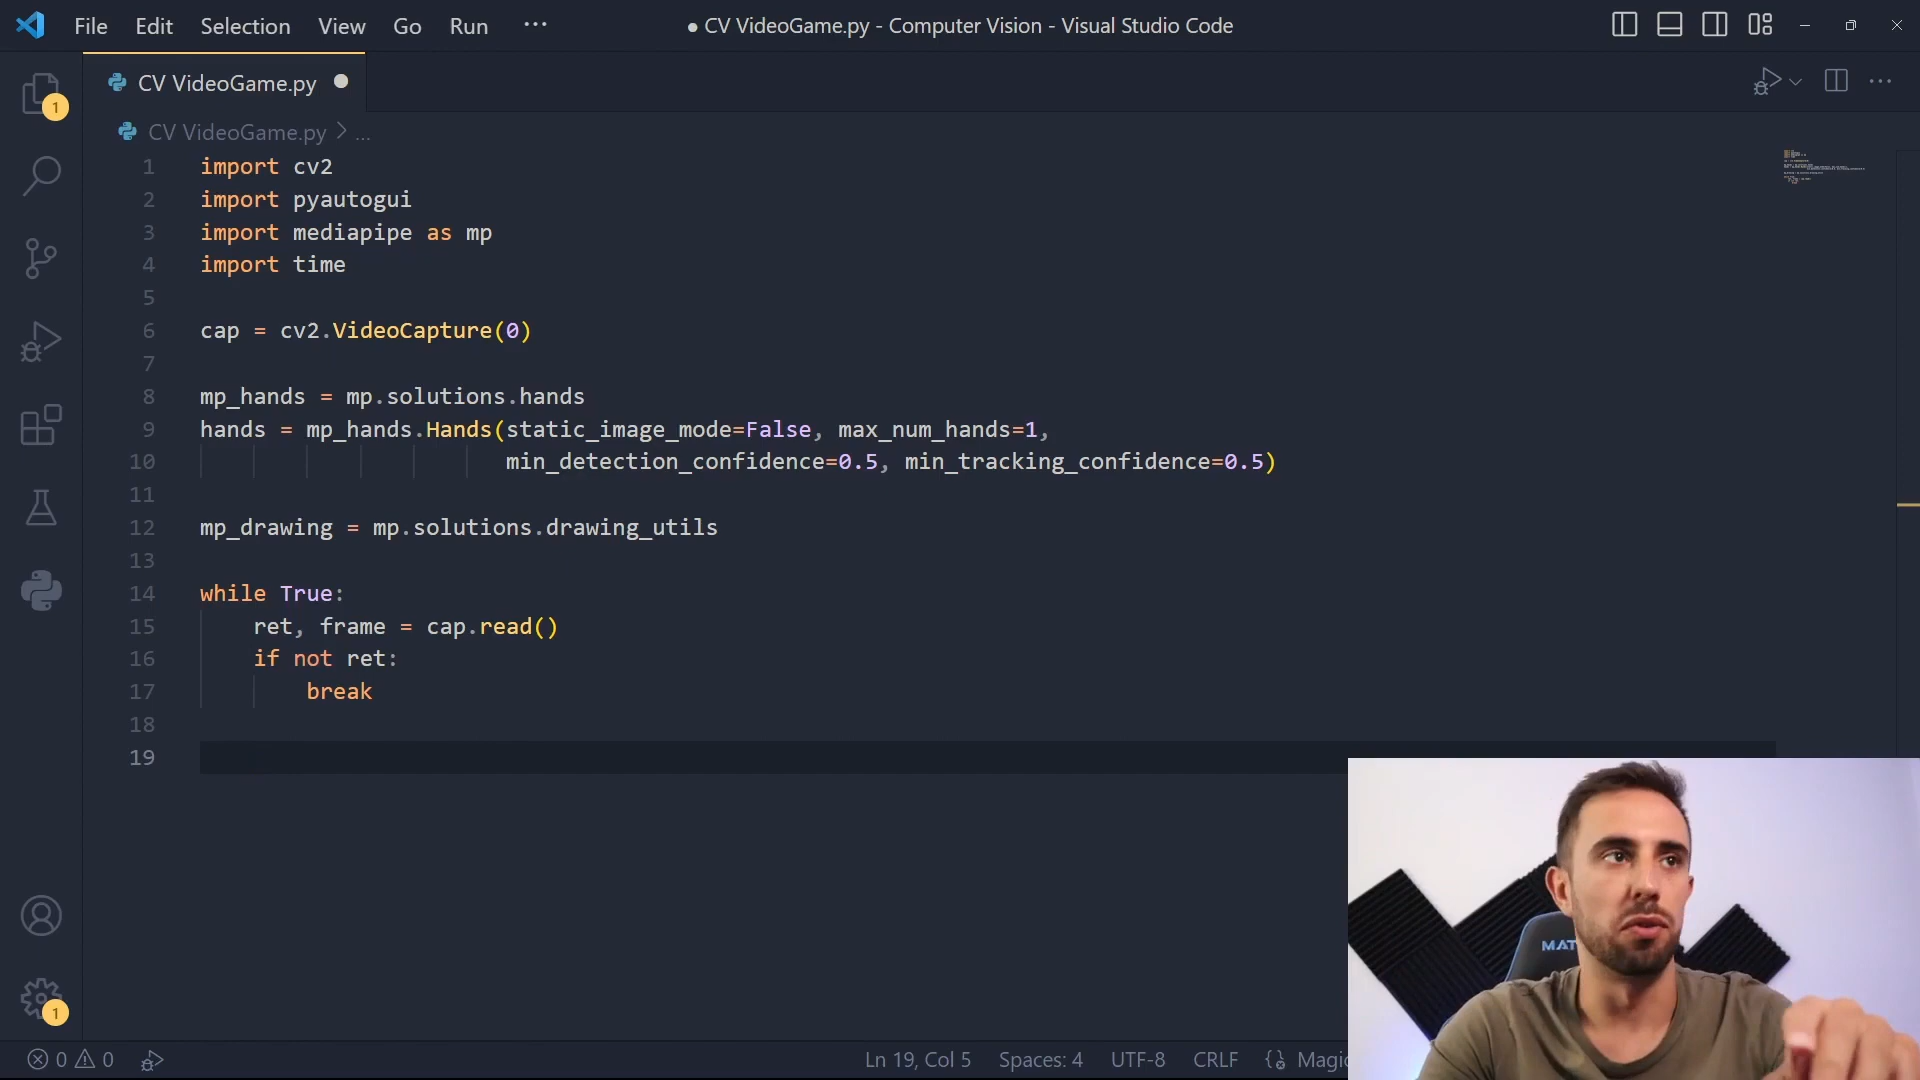 File Edit Selection View Go Run ···
● CV VideoGame.py - Computer Vision - Visual Studio Code
CV VideoGame.py ●
1
CV VideoGame.py > ...
1 import cv2
2 import pyautogui
3 import mediapipe as mp
4 import time
5
6 cap = cv2.VideoCapture(0)
7
8 mp_hands = mp.solutions.hands
9 hands = mp_hands.Hands(static_image_mode=False, max_num_hands=1,
10 min_detection_confidence=0.5, min_tracking_confidence=0.5)
11
12 mp_drawing = mp.solutions.drawing_utils
13
14 while True:
15 ret, frame = cap.read()
16 if not ret:
17 break
18
19
MAT
1
0 0 Ln 19, Col 5 Spaces: 4 UTF-8 CRLF Magic